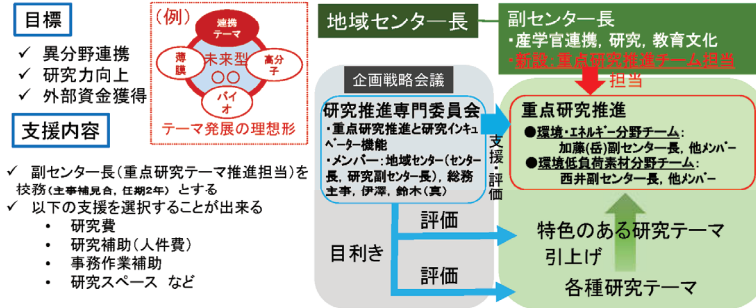 目標
✓ 異分野連携
✓ 研究力向上
✓ 外部資金獲得
支援内容
✓ 副センター長（重点研究テーマ推進担当）を
校務（主事補見合, 任期2年）とする
✓ 以下の支援を選択することが出来る
• 研究費
• 研究補助（人件費）
• 事務作業補助
• 研究スペース など
（例）
連携
テーマ
薄膜
未来型
○○
高分子
バイオ
テーマ発展の理想形
地域センター長
副センター長
・産学官連携, 研究, 教育文化
・新設：重点研究推進チーム担当
担当
企画戦略会議
研究推進専門委員会
・重点研究推進と研究インキュ
ベーター機能
・メンバー：地域センター（センター
長, 研究副センター長）, 総務
主事, 伊澤, 鈴木（真）
支援・評価
重点研究推進
●環境・エネルギー分野チーム：
加藤（岳）副センター長, 他メンバー
●環境低負荷素材分野チーム：
西井副センター長, 他メンバー
目利き
評価
特色のある研究テーマ
引上げ
評価
各種研究テーマ